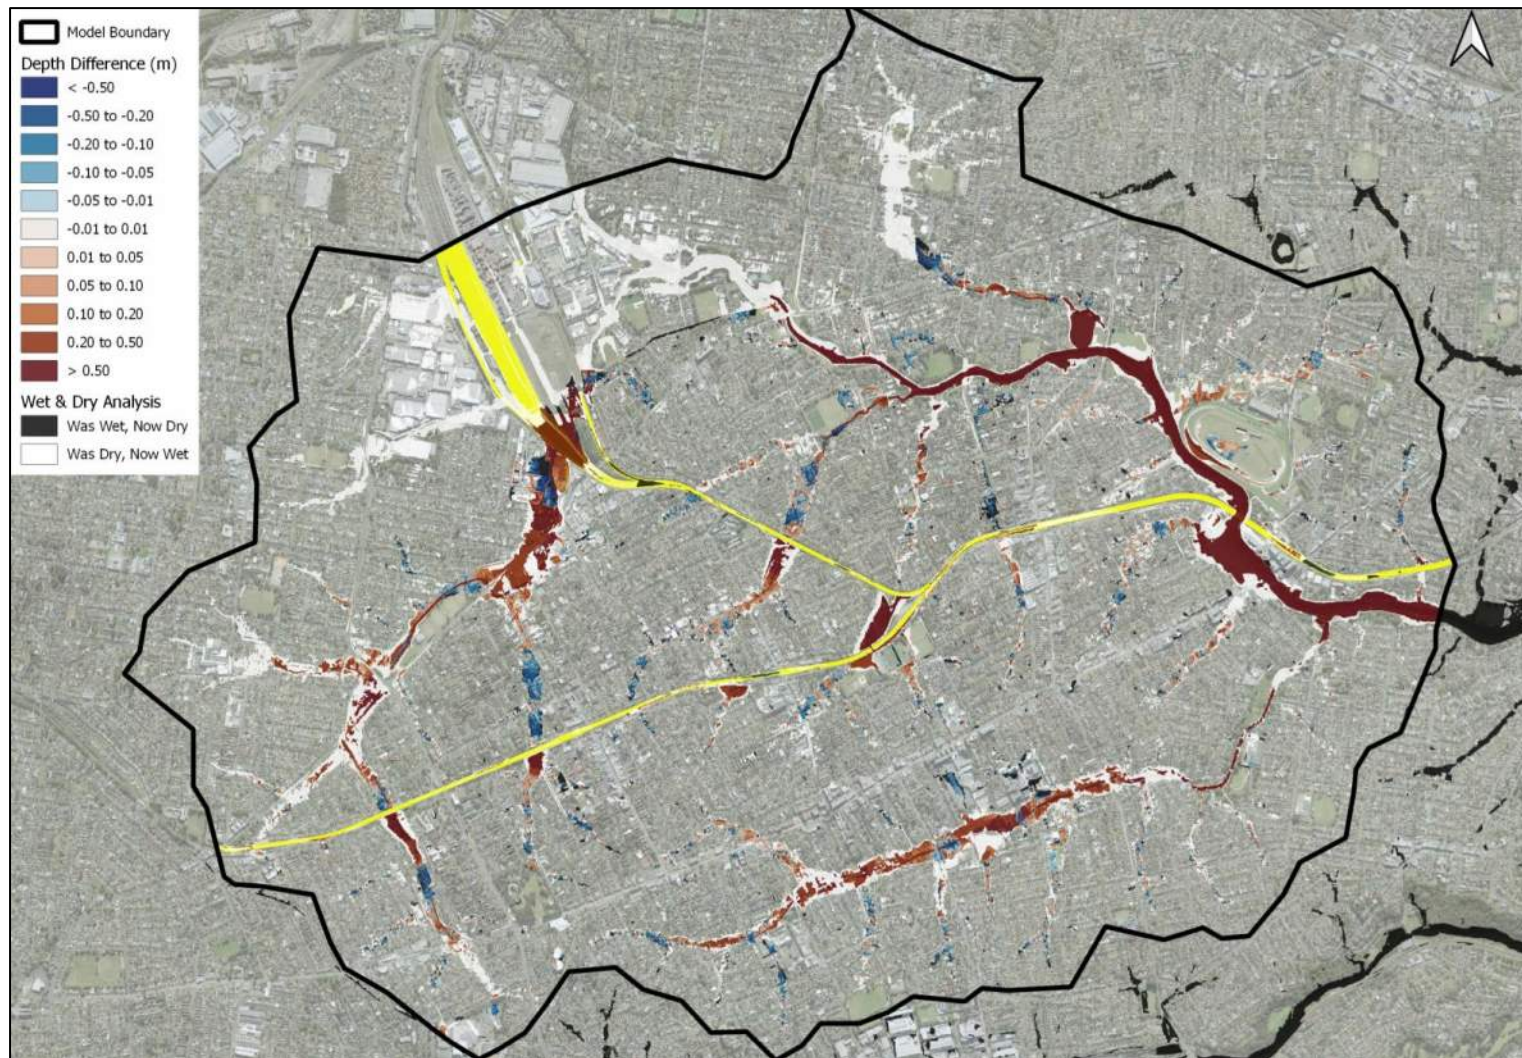 Model Boundary
Depth Difference (m)
< -0.50
-0.50 to -0.20
-0.20 to -0.10
-0.10 to -0.05
-0.05 to -0.01
-0.01 to 0.01
0.01 to 0.05
0.05 to 0.10
0.10 to 0.20
0.20 to 0.50
> 0.50
Wet & Dry Analysis
Was Wet, Now Dry
Was Dry, Now Wet